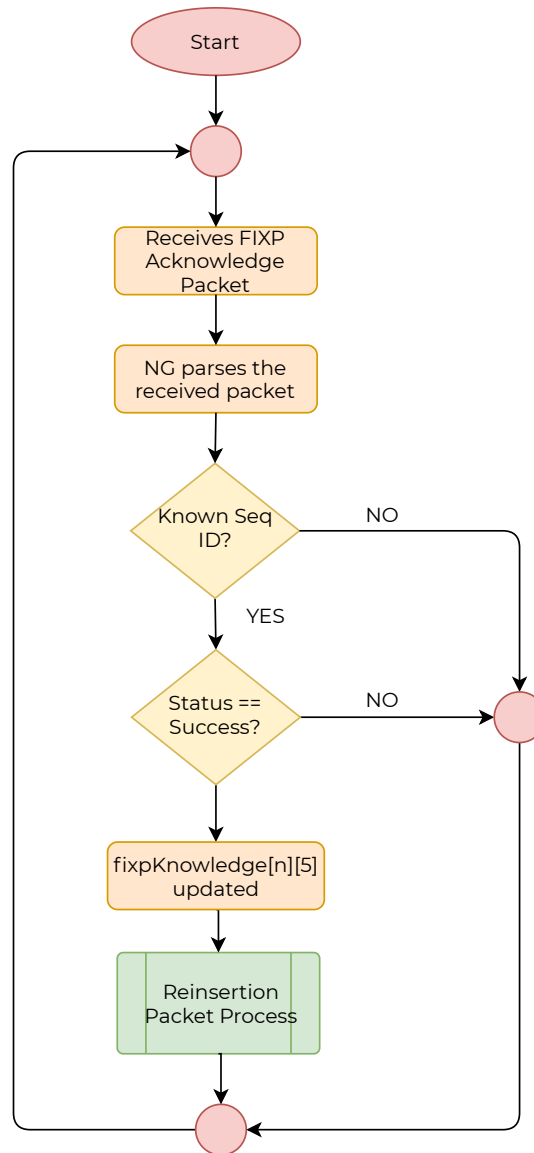 Start
Receives FIXP
Acknowledge
Packet
NG parses the
received packet
Known Seq
ID?
NO
YES
Status ==
Success?
NO
fixpKnowledge[n][5]
updated
Reinsertion
Packet Process